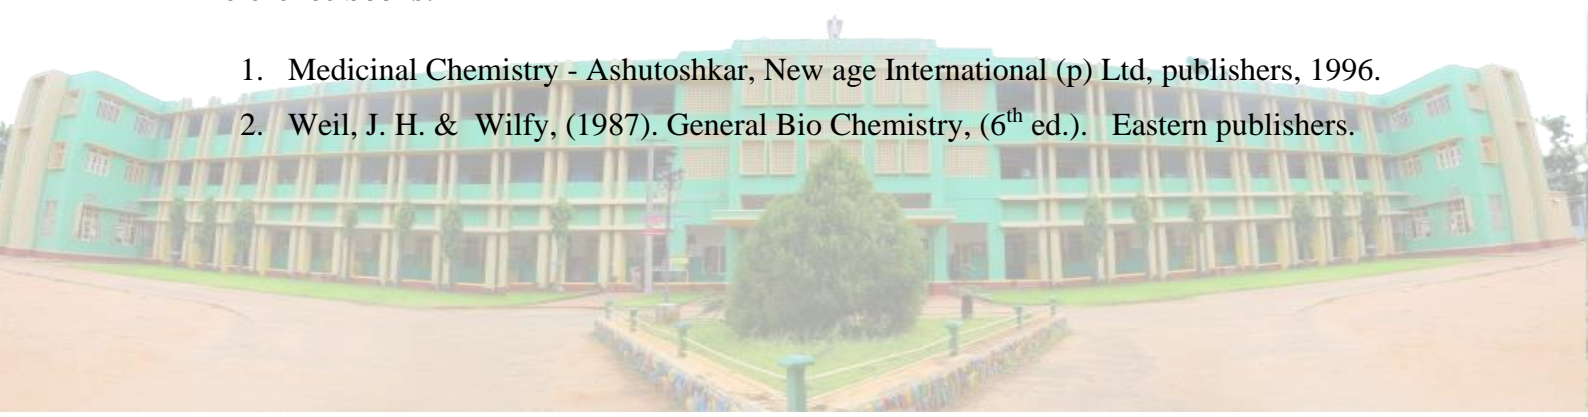 1. Medicinal Chemistry - Ashutoshkar, New age International (p) Ltd, publishers, 1996.
2. Weil, J. H. & Wilfy, (1987). General Bio Chemistry, (6th ed.). Eastern publishers.